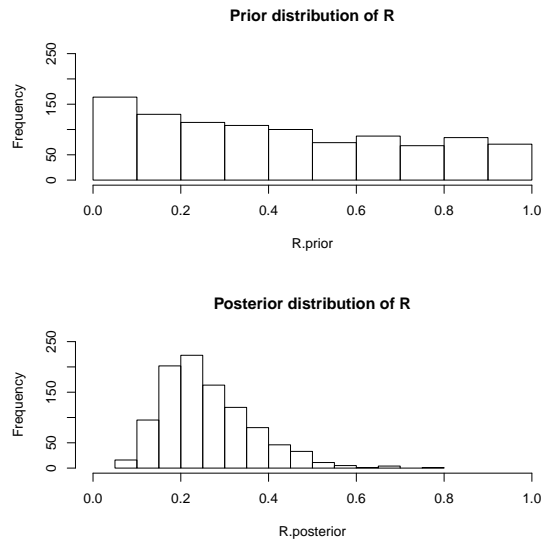 Prior distribution of R
Frequency
0 50 150 250
0.0 0.2 0.4 0.6 0.8 1.0
R.prior
Posterior distribution of R
Frequency
0 50 150 250
0.0 0.2 0.4 0.6 0.8 1.0
R.posterior